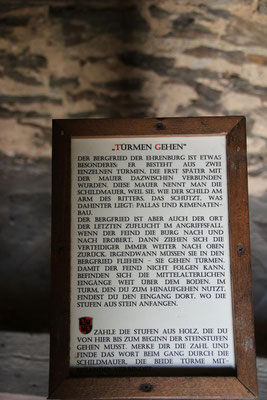 „TÜRMEN GEHEN"
DER BERGFRIED DER EHRENBURG IST ETWAS
BESONDERES: ER BESTEHT AUS ZWEI
EINZELNEN TÜRMEN, DIE ERST SPÄTER MIT
DER MAUER DAZWISCHEN VERBUNDEN
WURDEN. DIESE MAUER NENNT MAN DIE
SCHILDMAUER, WEIL SIE, WIE DER SCHILD AM
ARM DES RITTERS, DAS SCHÜTZT, WAS
DAHINTER LIEGT: PALLAS UND KEMENATEN-
BAU.
DER BERGFRIED IST ABER AUCH DER ORT
DER LETZTEN ZUFLUCHT IM ANGRIFFSFALL.
WENN DER FEIND DIE BURG NACH UND
NACH EROBERT, DANN ZIEHEN SICH DIE
VERTEIDIGER IMMER WEITER NACH OBEN
ZURÜCK. IRGENDWANN MÜSSEN SIE IN DEN
BERGFRIED FLIEHEN – SIE GEHEN TÜRMEN.
DAMIT DER FEIND NICHT FOLGEN KANN,
BEFINDEN SICH DIE MITTELALTERLICHEN
EINGÄNGE WEIT ÜBER DEM BODEN. IM
TURM, DEN DU ZUM HINAUFGEHEN NUTZT,
FINDEST DU DEN EINGANG DORT, WO DIE
STUFEN AUS STEIN ANFANGEN.
ZÄHLE DIE STUFEN AUS HOLZ, DIE DU
VON HIER BIS ZUM BEGINN DER STEINSTUFEN
GEHEN MUSST. MERKE DIR DIE ZAHL UND
FINDE DAS WORT BEIM GANG DURCH DIE
SCHILDMAUER, DIE BEIDE TÜRME MIT-